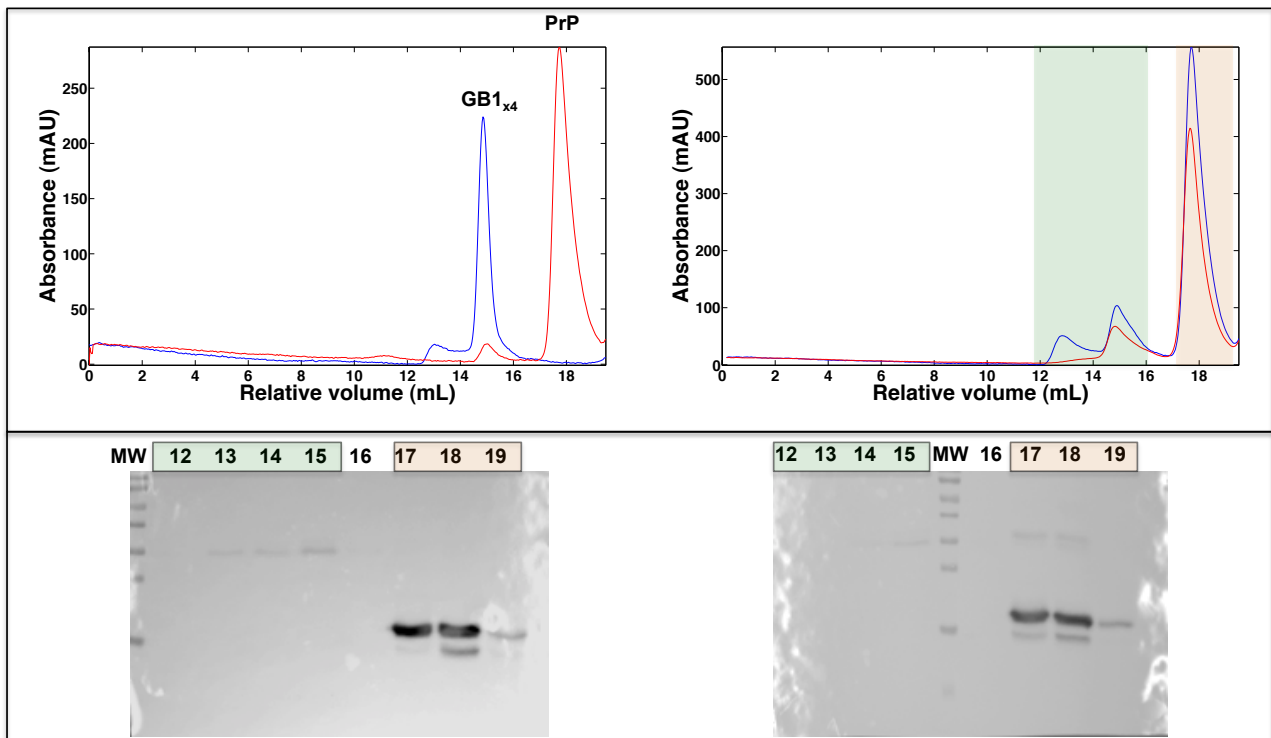 PrP
GB1x4
250
200
150
100
50
0
0 2 4 6 8 10 12 14 16 18
Absorbance (mAU)
Relative volume (mL)
500
400
300
200
100
0
0 2 4 6 8 10 12 14 16 18
Absorbance (mAU)
Relative volume (mL)
MW 12 13 14 15 16 17 18 19
12 13 14 15 MW 16 17 18 19